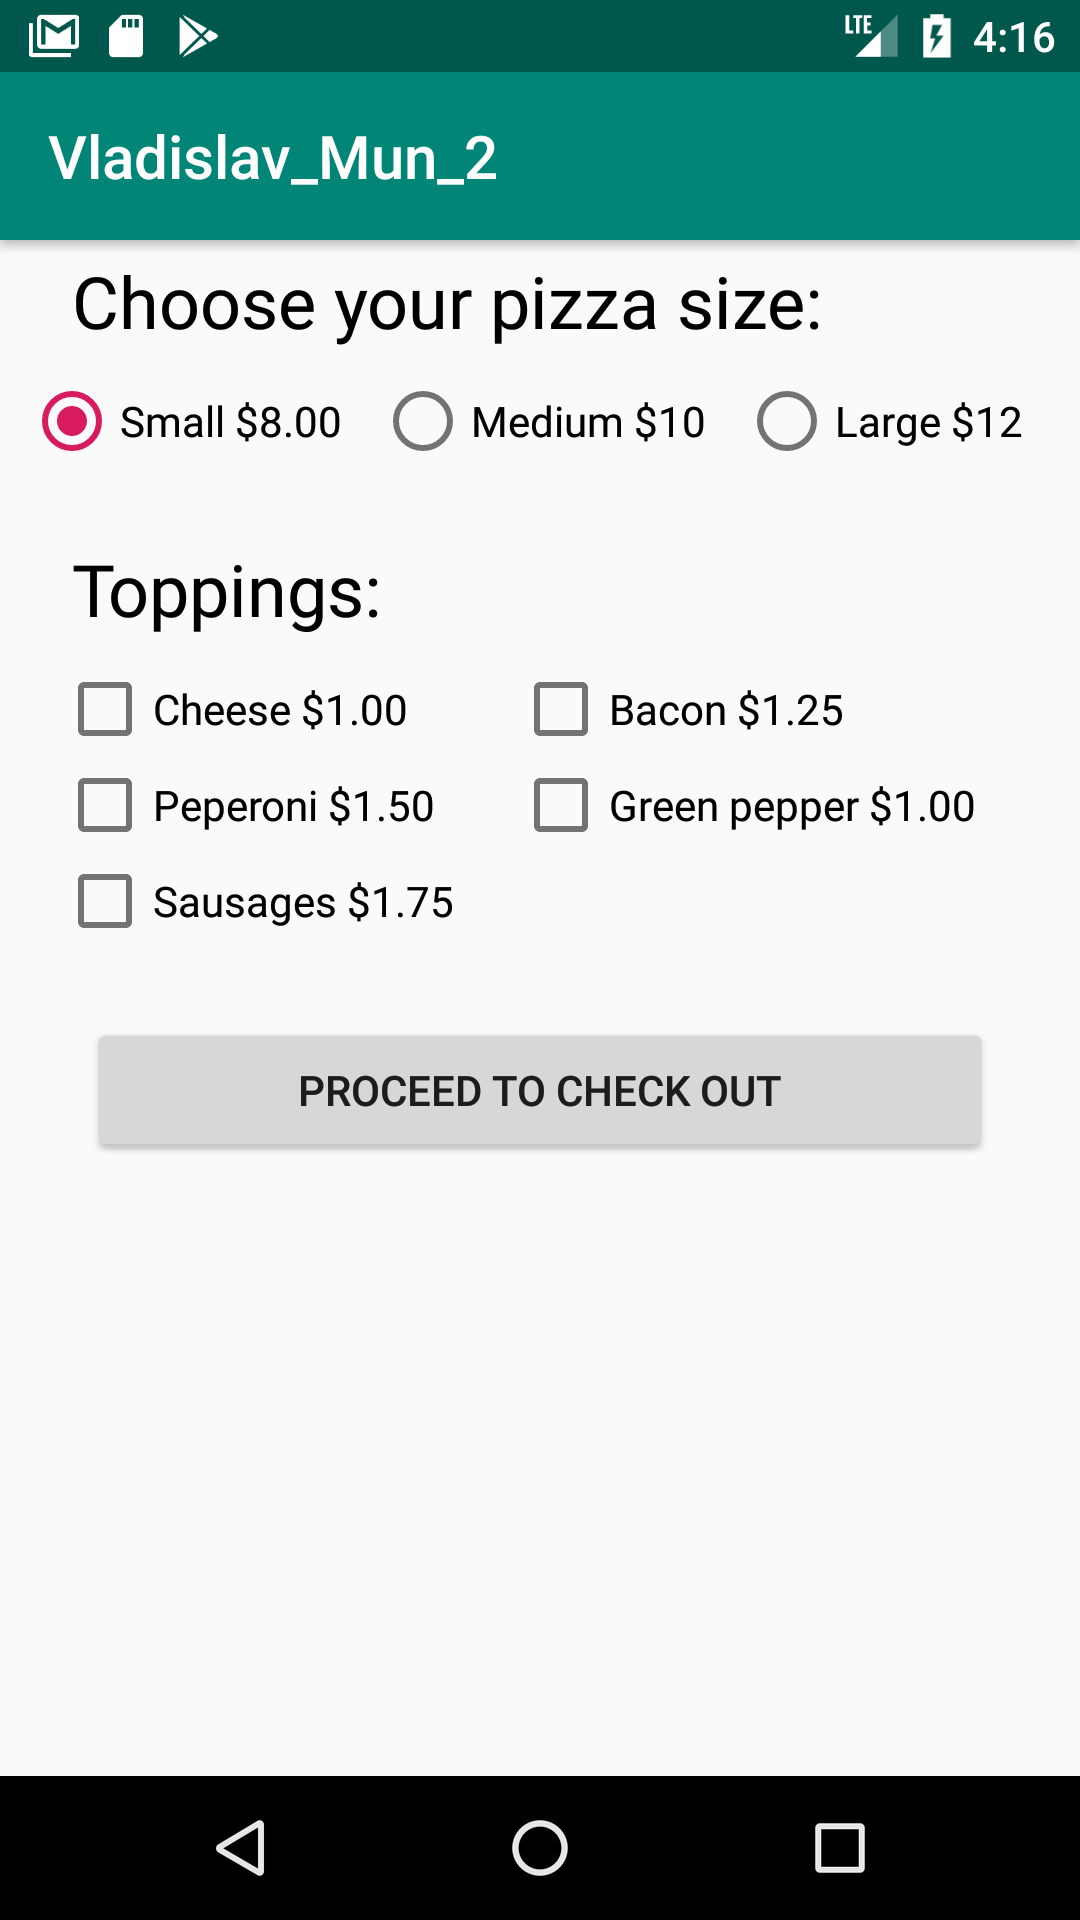 LTE 4:16
Vladislav_Mun_2
Choose your pizza size:
Small $8.00 Medium $10 Large $12
Toppings:
Cheese $1.00 Bacon $1.25
Peperoni $1.50 Green pepper $1.00
Sausages $1.75
PROCEED TO CHECK OUT